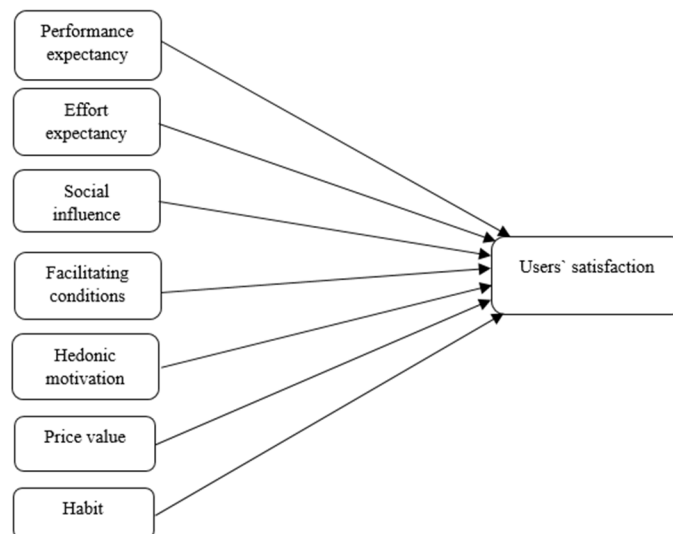 Performance
expectancy
Effort
expectancy
Social
influence
Facilitating
conditions
Hedonic
motivation
Price value
Habit
Users` satisfaction